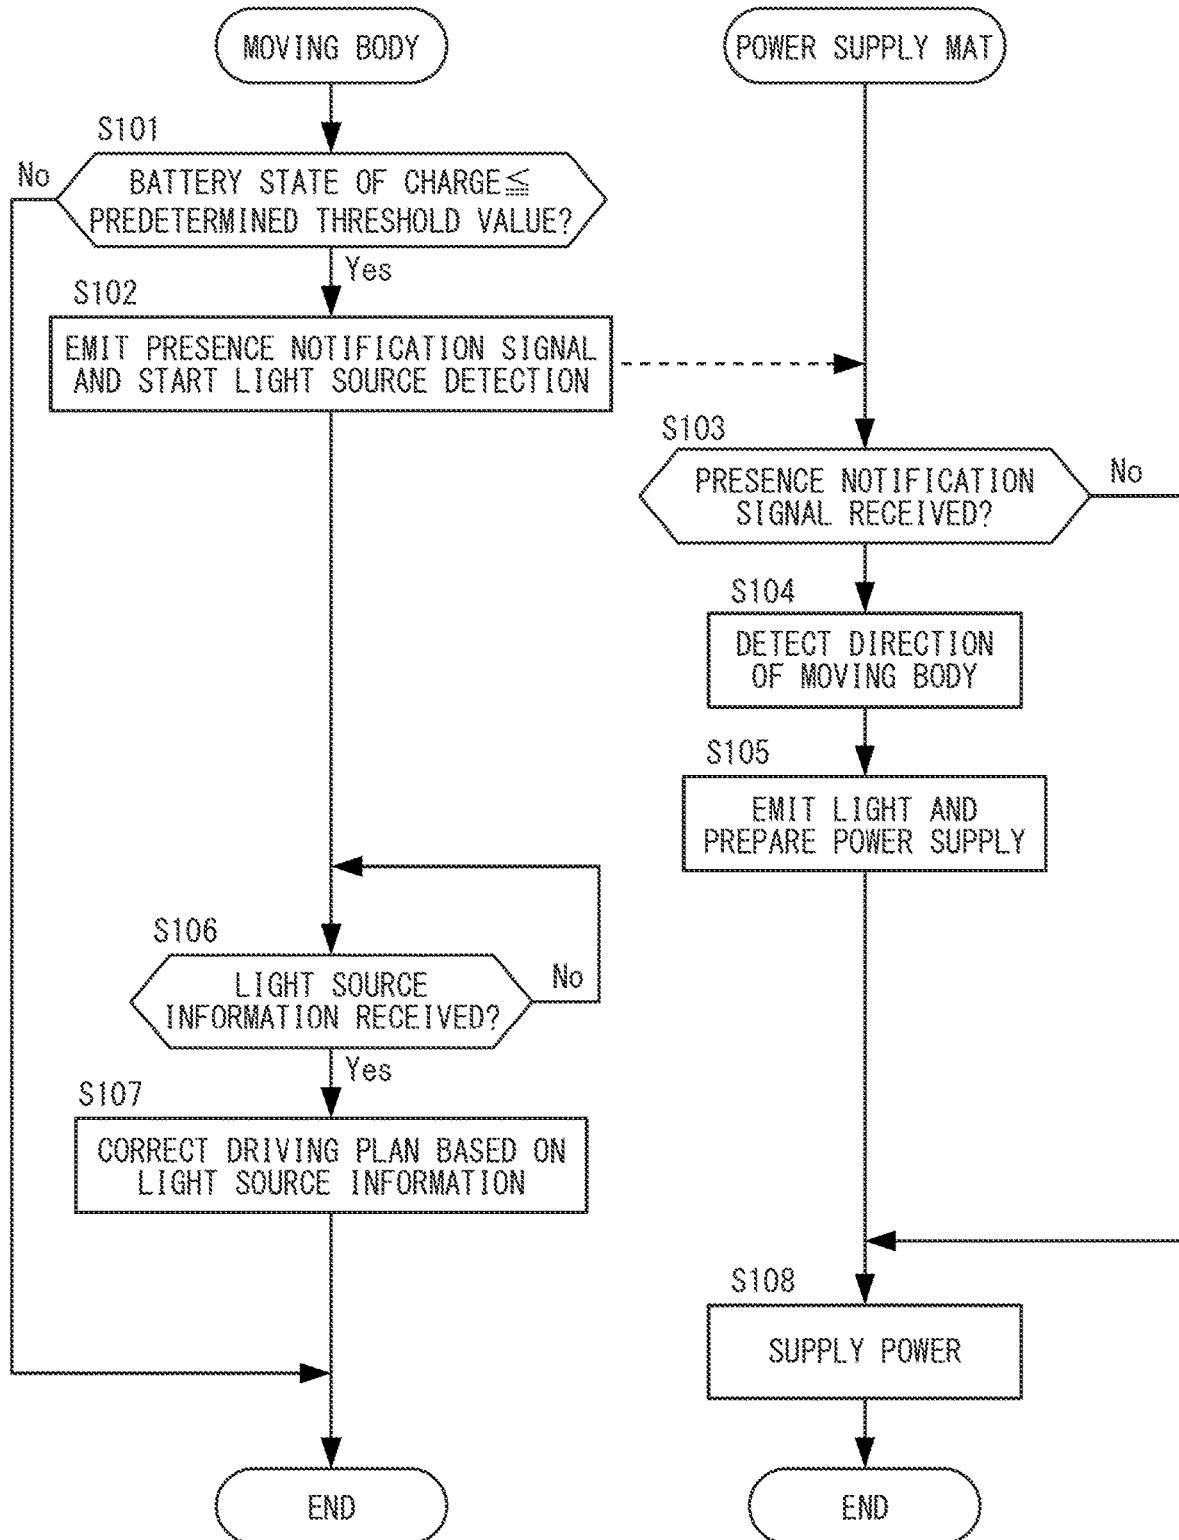 MOVING BODY
POWER SUPPLY MAT
S101
No
BATTERY STATE OF CHARGE≦
PREDETERMINED THRESHOLD VALUE?
Yes
S102
EMIT PRESENCE NOTIFICATION SIGNAL
AND START LIGHT SOURCE DETECTION
S103
PRESENCE NOTIFICATION
SIGNAL RECEIVED?
No
S104
DETECT DIRECTION
OF MOVING BODY
S105
EMIT LIGHT AND
PREPARE POWER SUPPLY
S106
LIGHT SOURCE
INFORMATION RECEIVED?
No
Yes
S107
CORRECT DRIVING PLAN BASED ON
LIGHT SOURCE INFORMATION
S108
SUPPLY POWER
END
END